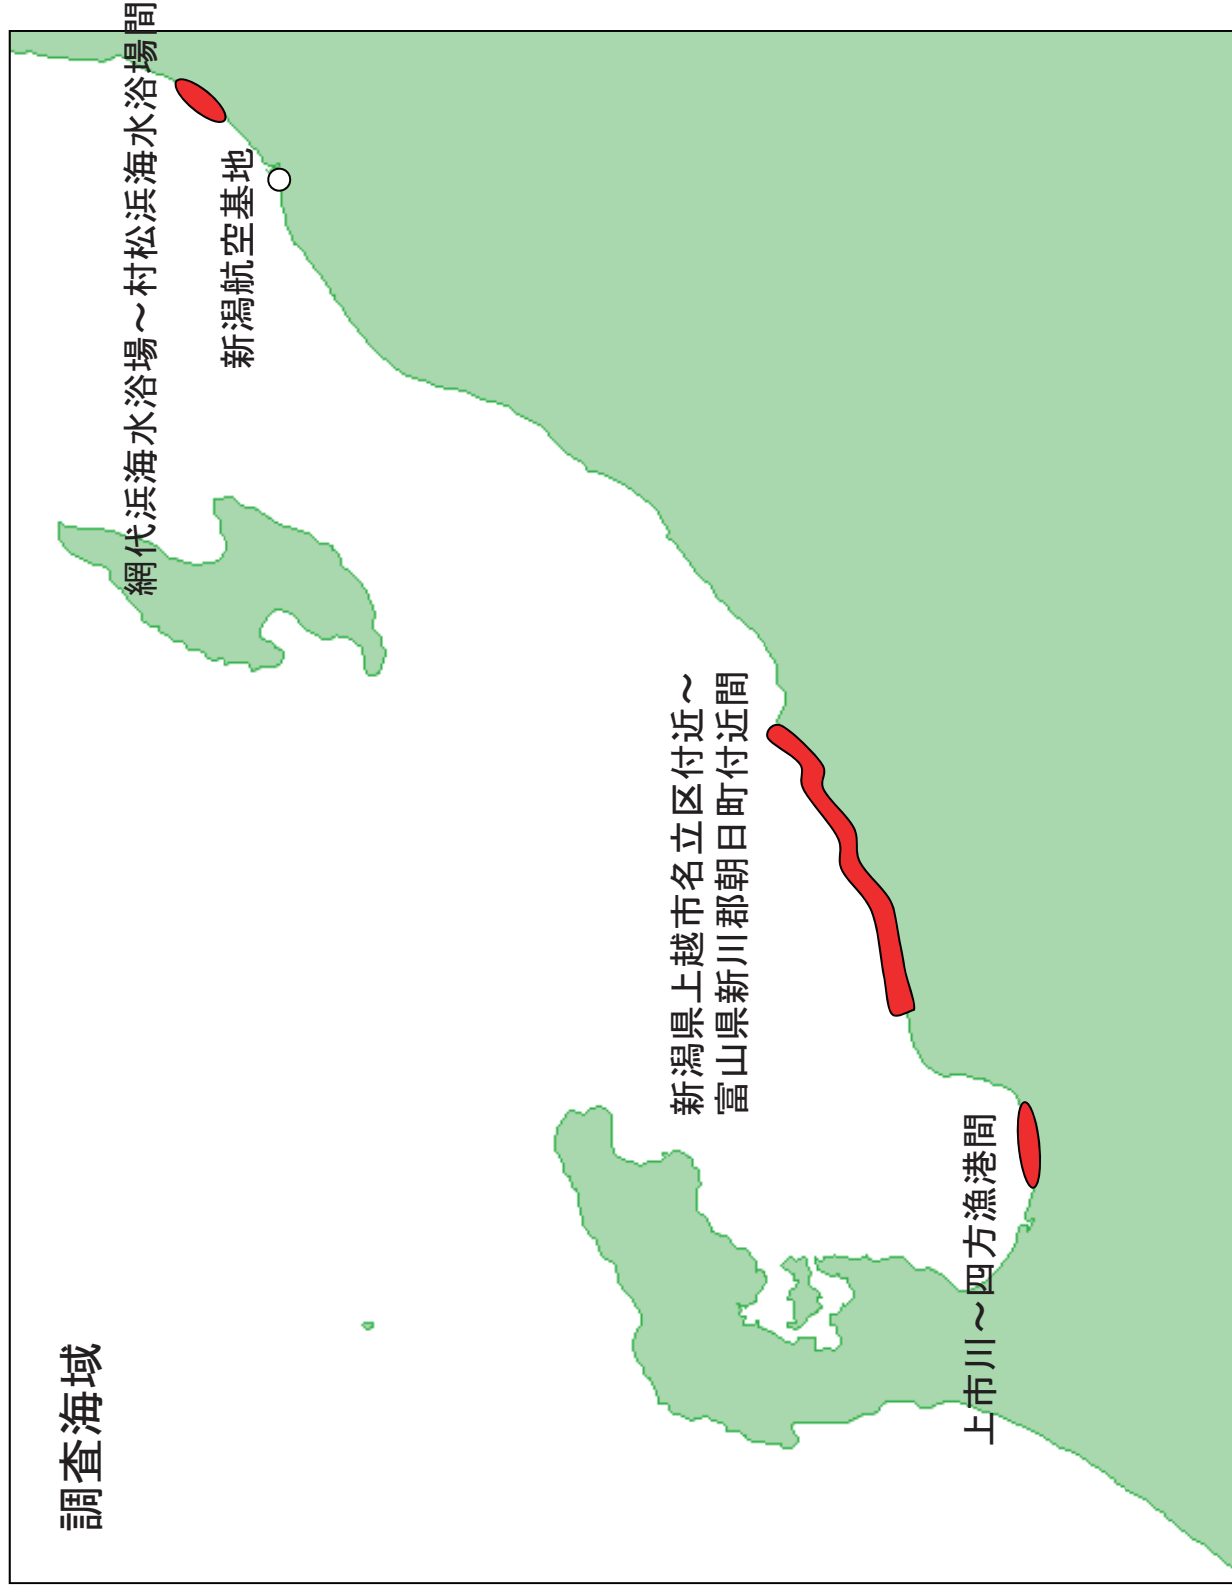 調査海域
網代浜海水浴場～村松浜海水浴場間
新潟航空基地
新潟県上越市名立区付近～
富山県新川郡朝日町付近間
上市川～四方漁港間